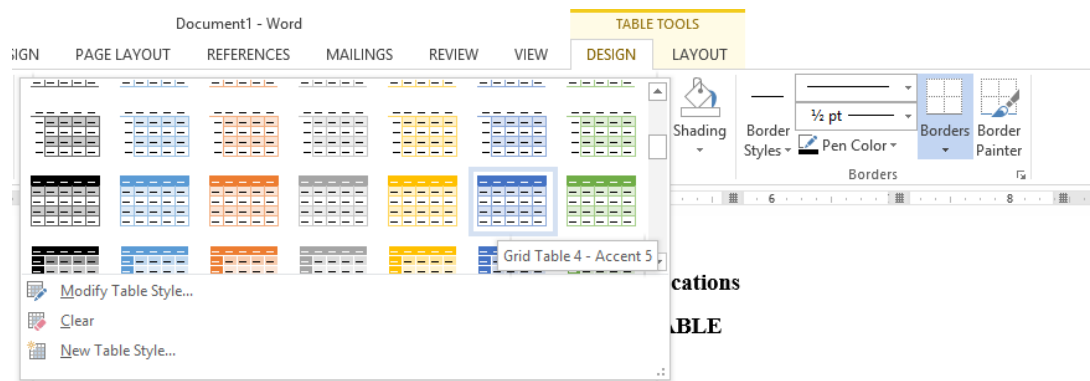 Document1 - Word
TABLE TOOLS
SIGN PAGE LAYOUT REFERENCES MAILINGS REVIEW VIEW DESIGN LAYOUT
½ pt
Shading
Border Styles
Pen Color
Borders
Border Painter
Borders
6 8
Grid Table 4 - Accent 5
Modify Table Style...
Clear
New Table Style...
cations
ABLE